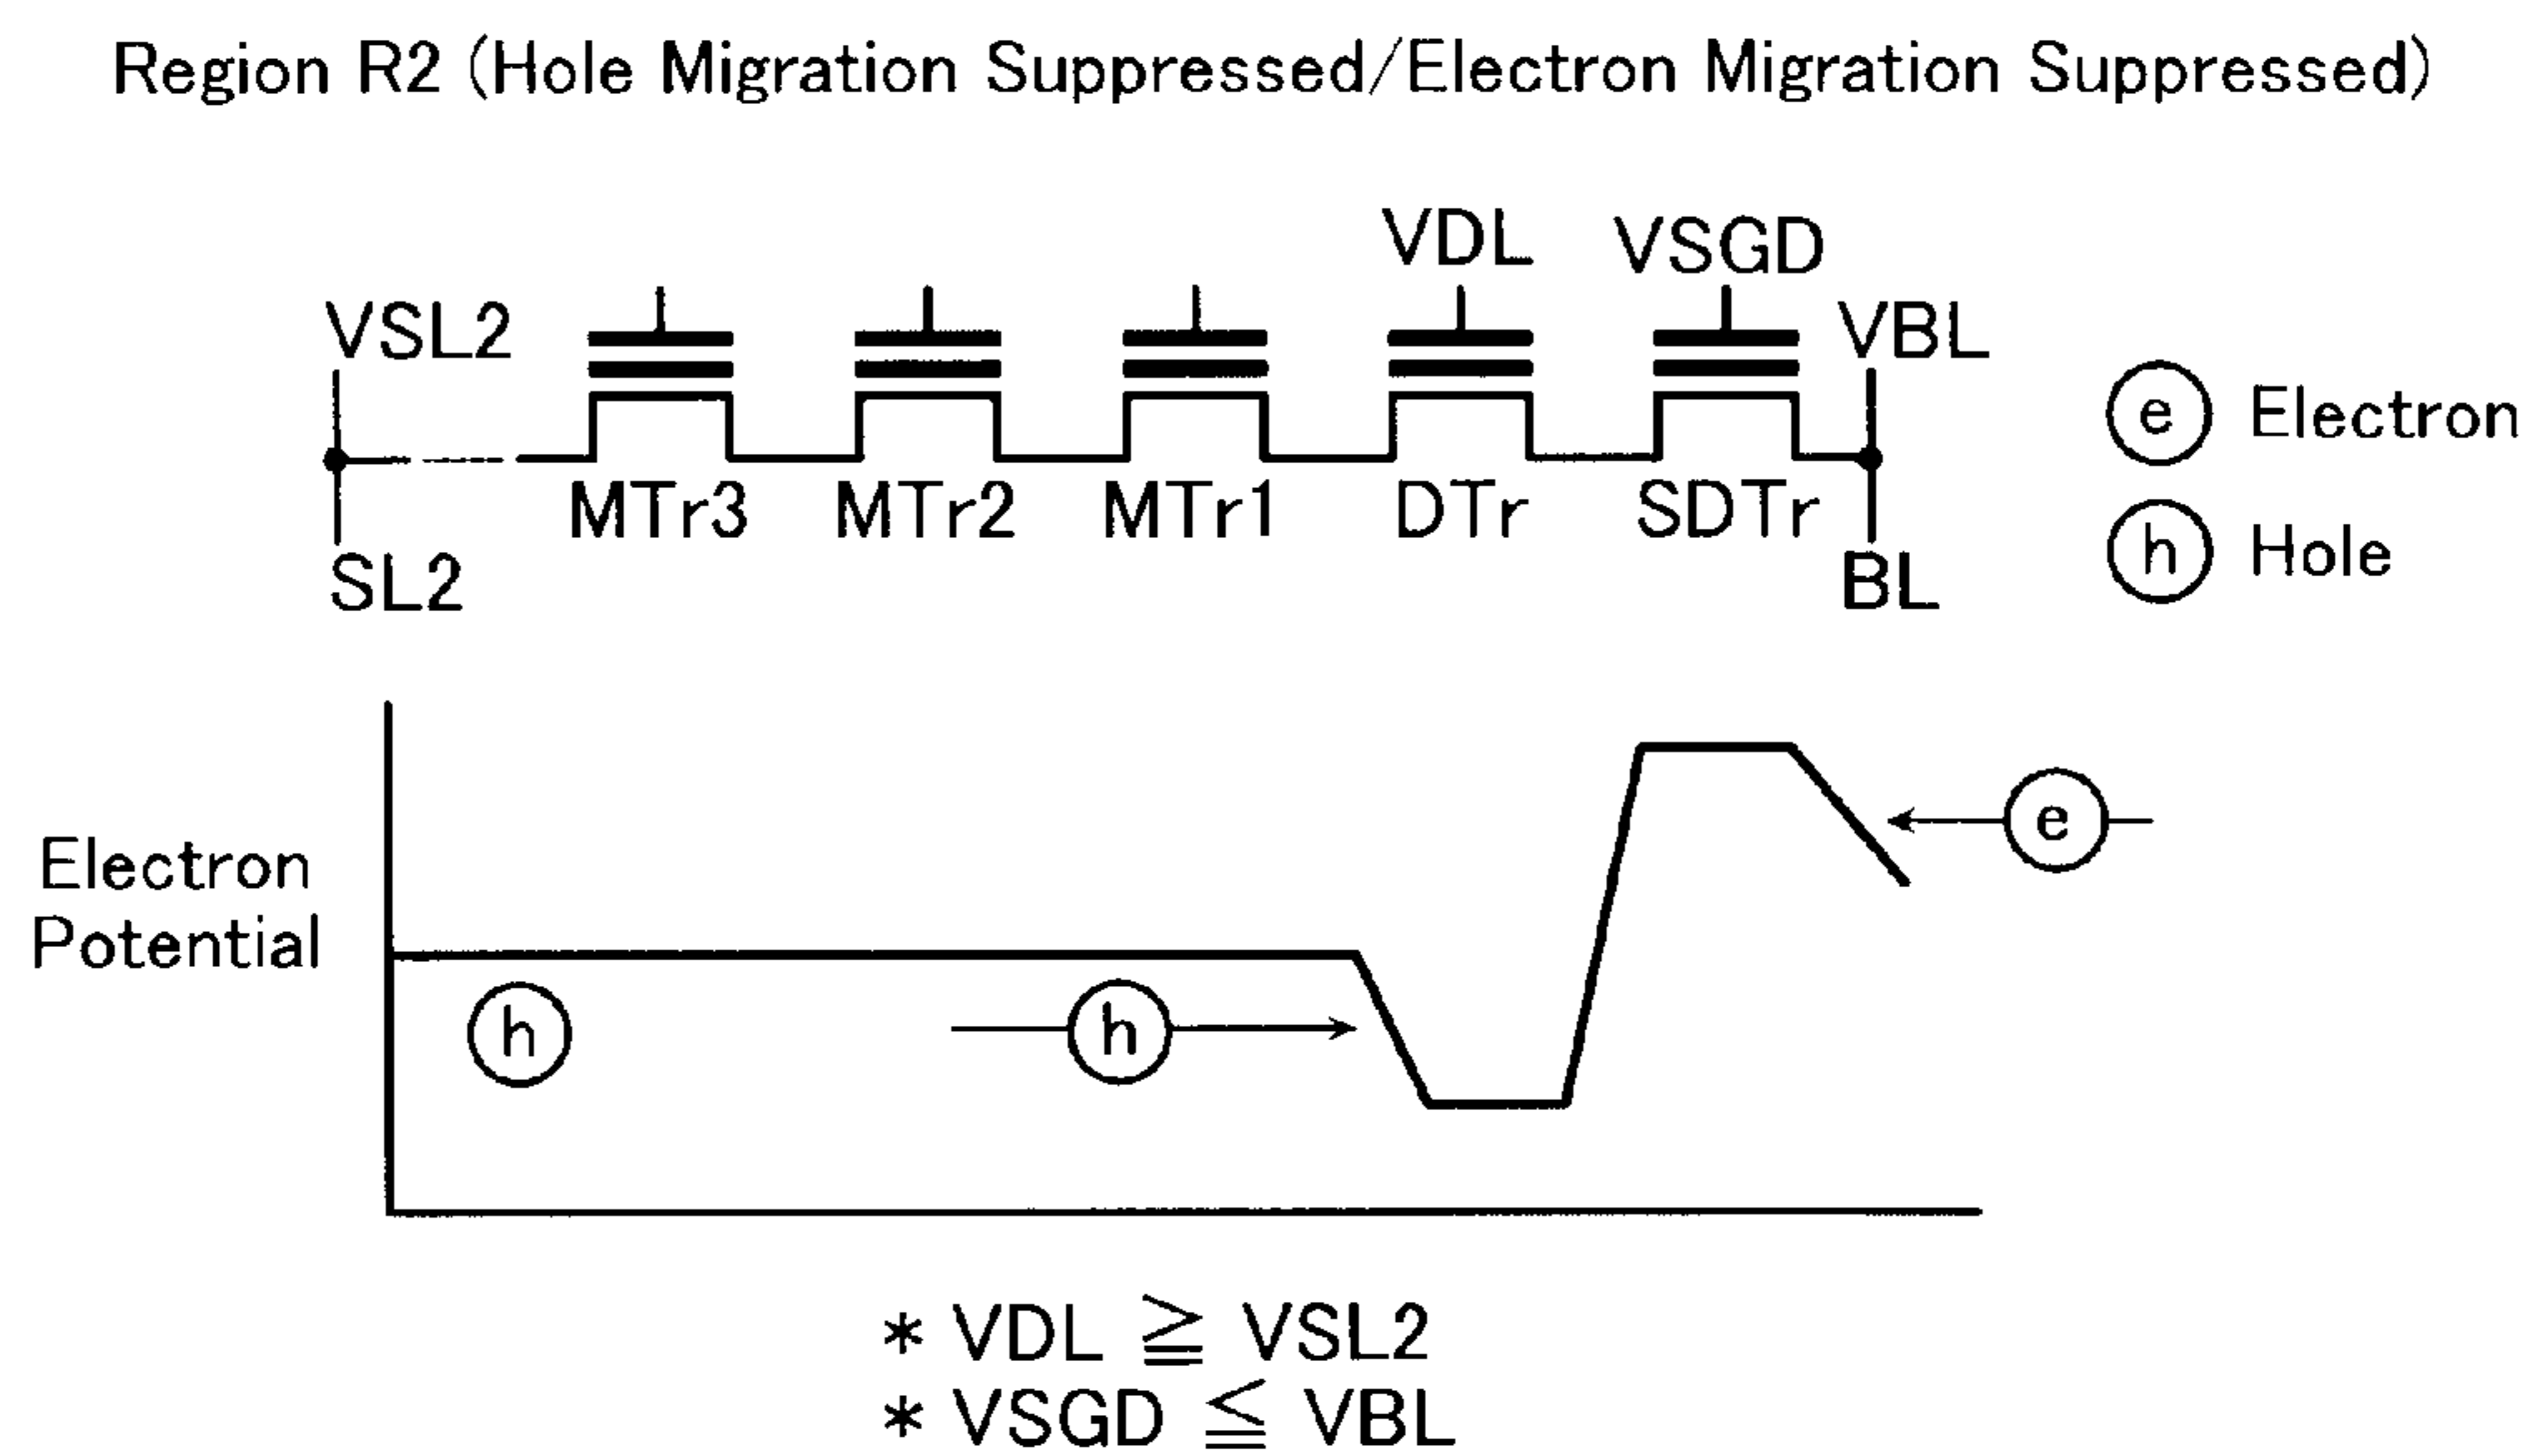 Region R2 (Hole Migration Suppressed/Electron Migration Suppressed)
VDL
VSGD
VSL2
VBL
e Electron
MTr3 MTr2 MTr1 DTr SDTr
h Hole
SL2
BL
e
Electron
Potential
h
h
* VDL ≧ VSL2
* VSGD ≦ VBL